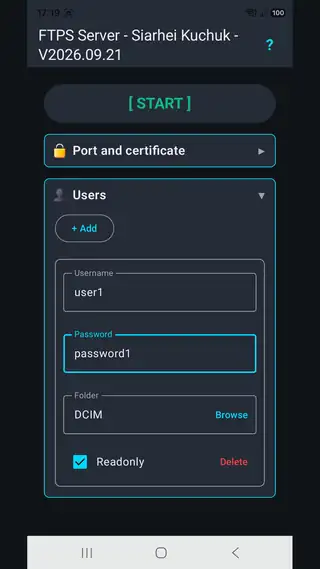 17:19
100
FTPS Server - Siarhei Kuchuk -
V2026.09.21
?
[ START ]
Port and certificate
Users
+ Add
Username
user1
Password
password1
Folder
DCIM
Browse
Readonly
Delete